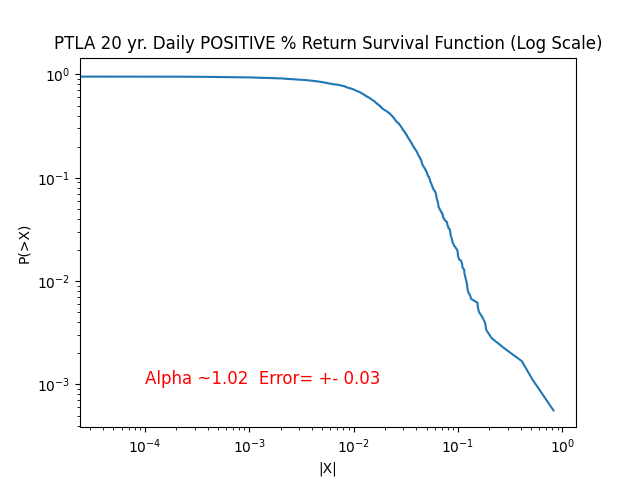 PTLA 20 yr. Daily POSITIVE % Return Survival Function (Log Scale)
10⁰
10⁻¹
10⁻²
10⁻³
P(>X)
Alpha ~1.02  Error= +- 0.03
10⁻⁴ 10⁻³ 10⁻² 10⁻¹ 10⁰
|X|